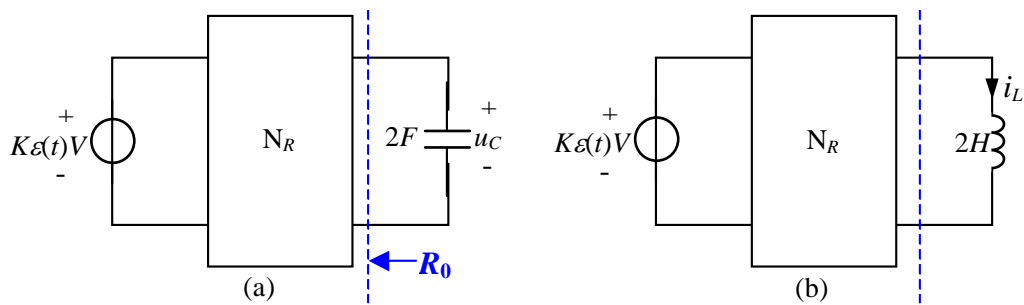 +
Kε(t)V
-
N_R
2F
+
u_C
-
R_0
(a)
+
Kε(t)V
-
N_R
i_L
2H
(b)